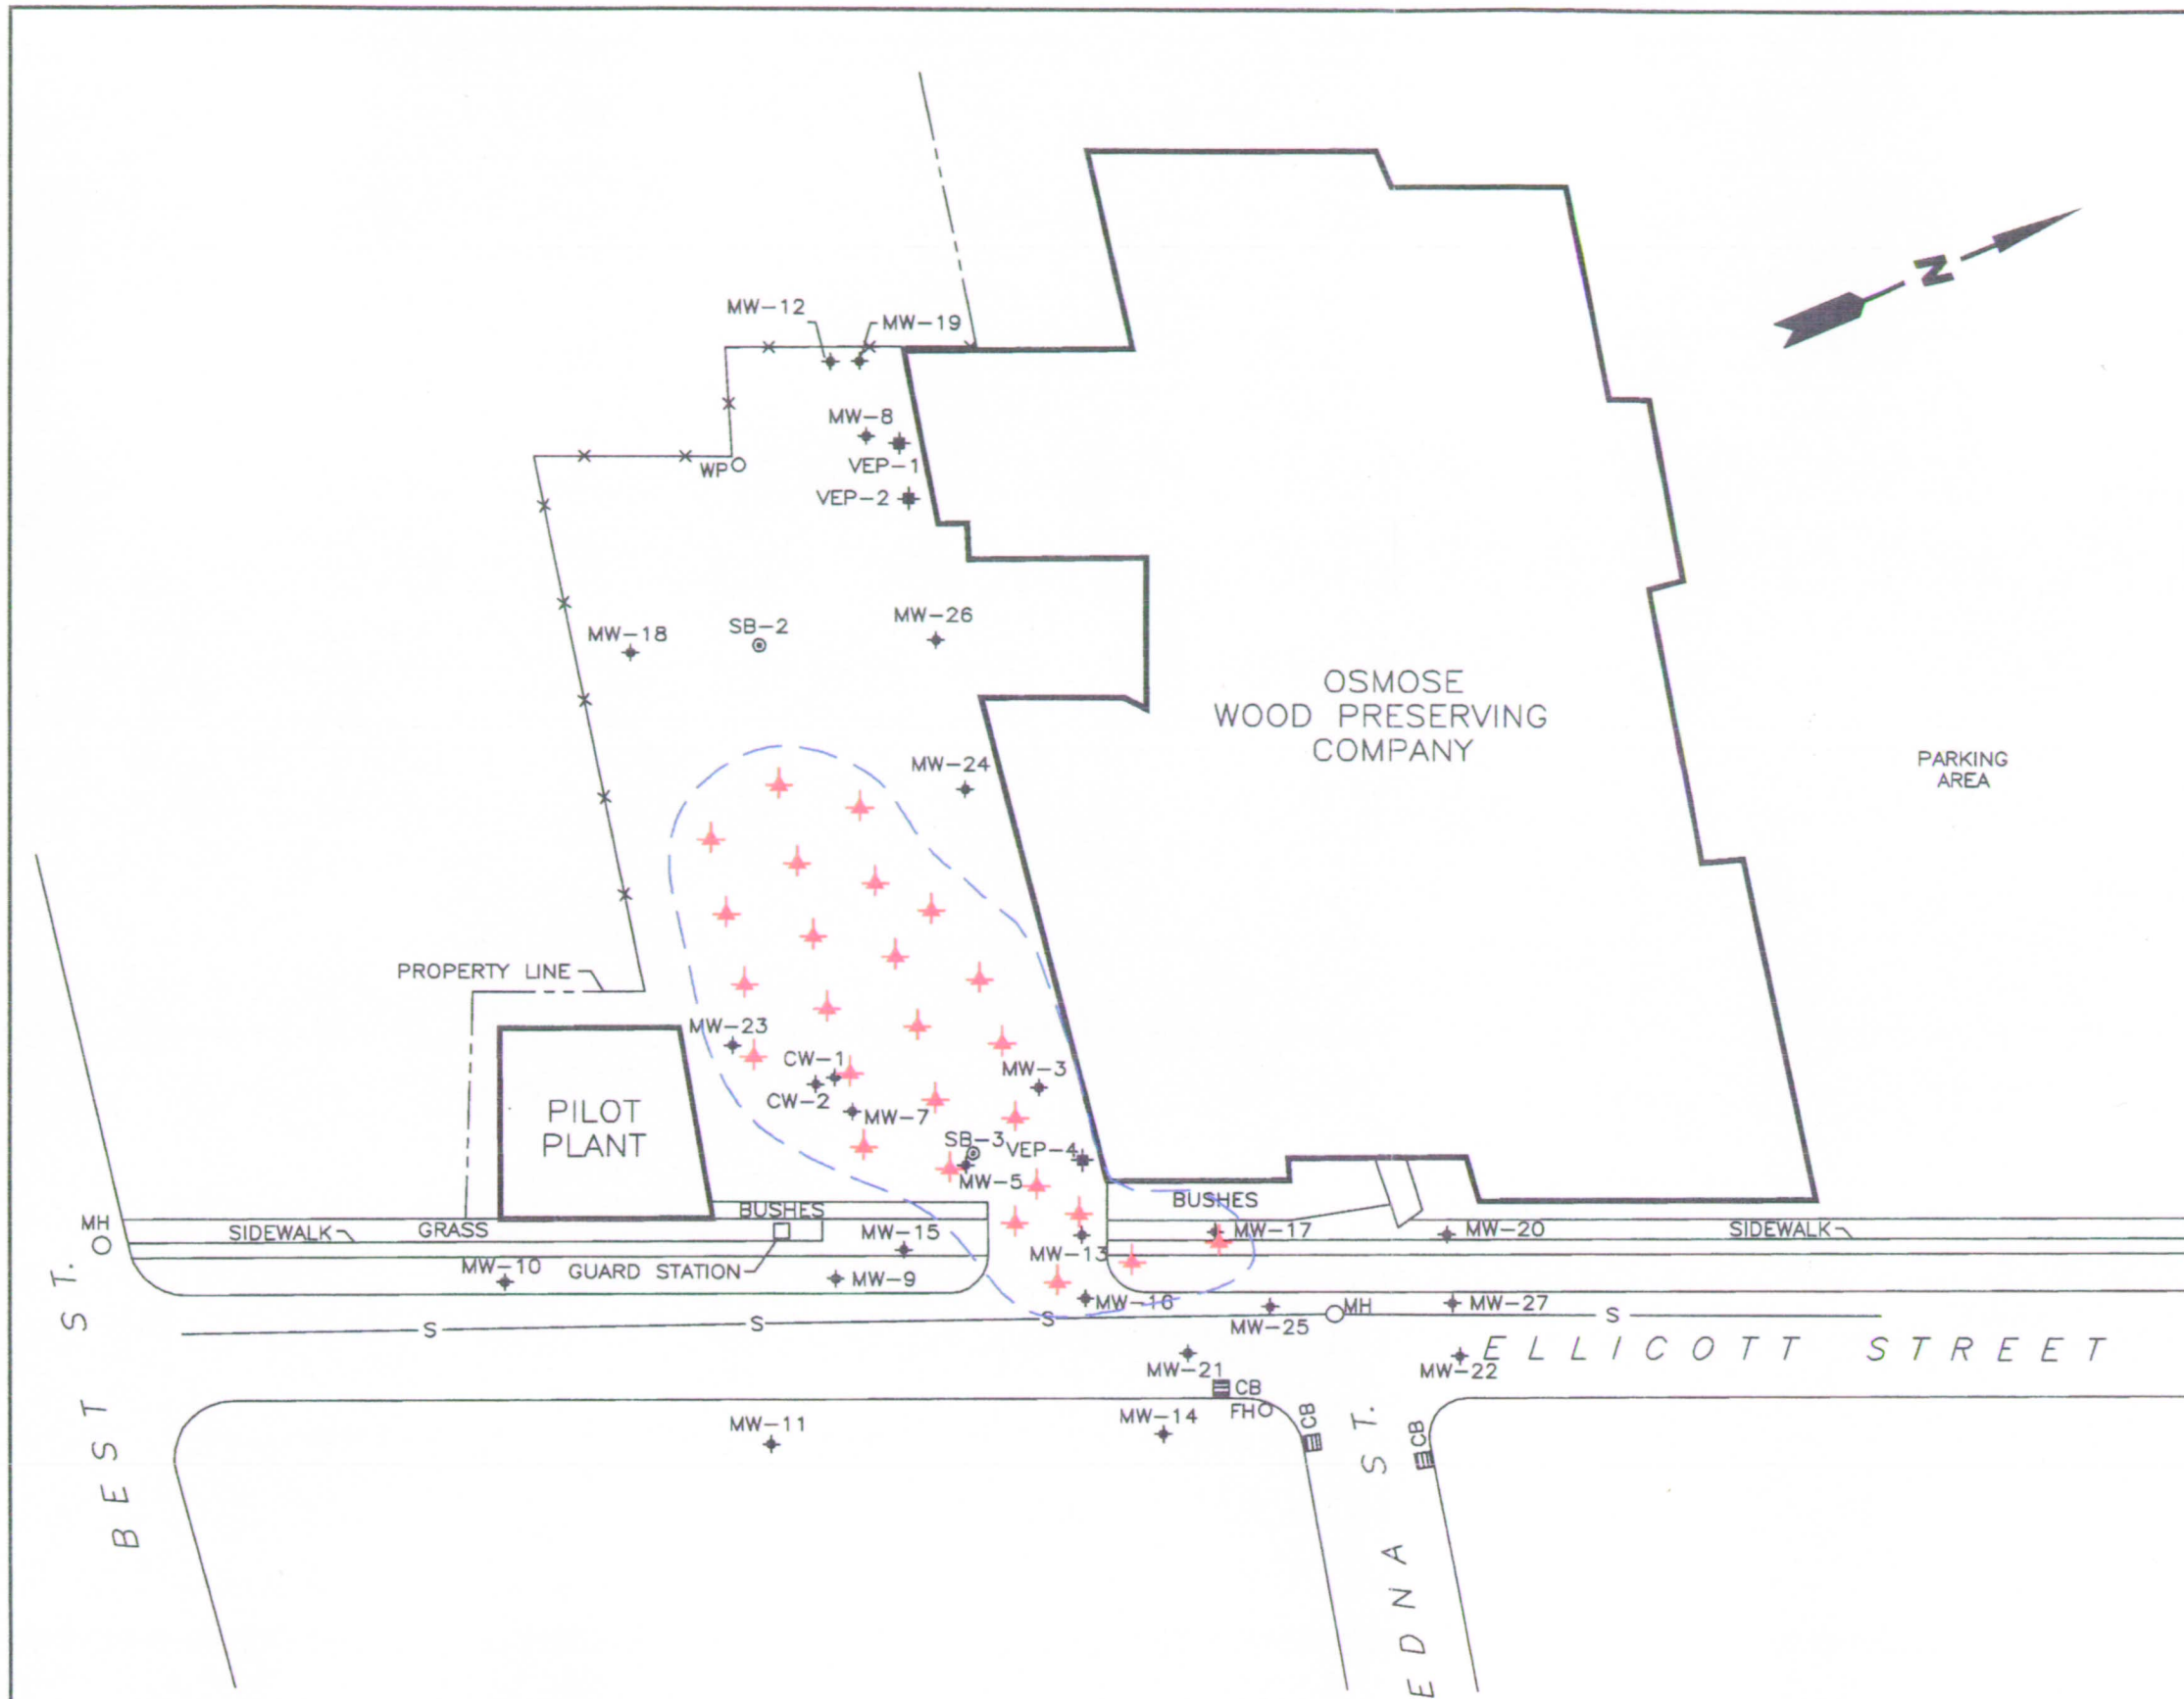 MW-12
MW-19
N
MW-8
WP
VEP-1
VEP-2
MW-18
SB-2
MW-26
OSMOSE
WOOD PRESERVING
COMPANY
PARKING
AREA
MW-24
PROPERTY LINE
MW-23
CW-1
MW-3
CW-2
MW-7
PILOT
PLANT
SB-3
VEP-4
MW-5
BUSHES
BUSHES
MH
SIDEWALK
GRASS
MW-15
MW-17
MW-20
SIDEWALK
MW-13
MW-10
GUARD STATION
MW-9
MW-16
MH
MW-27
S
S
S
S
MW-25
ELLICOTT STREET
MW-21
MW-22
CB
FH
CB
CB
MW-11
MW-14
BEST ST.
EDNA ST.